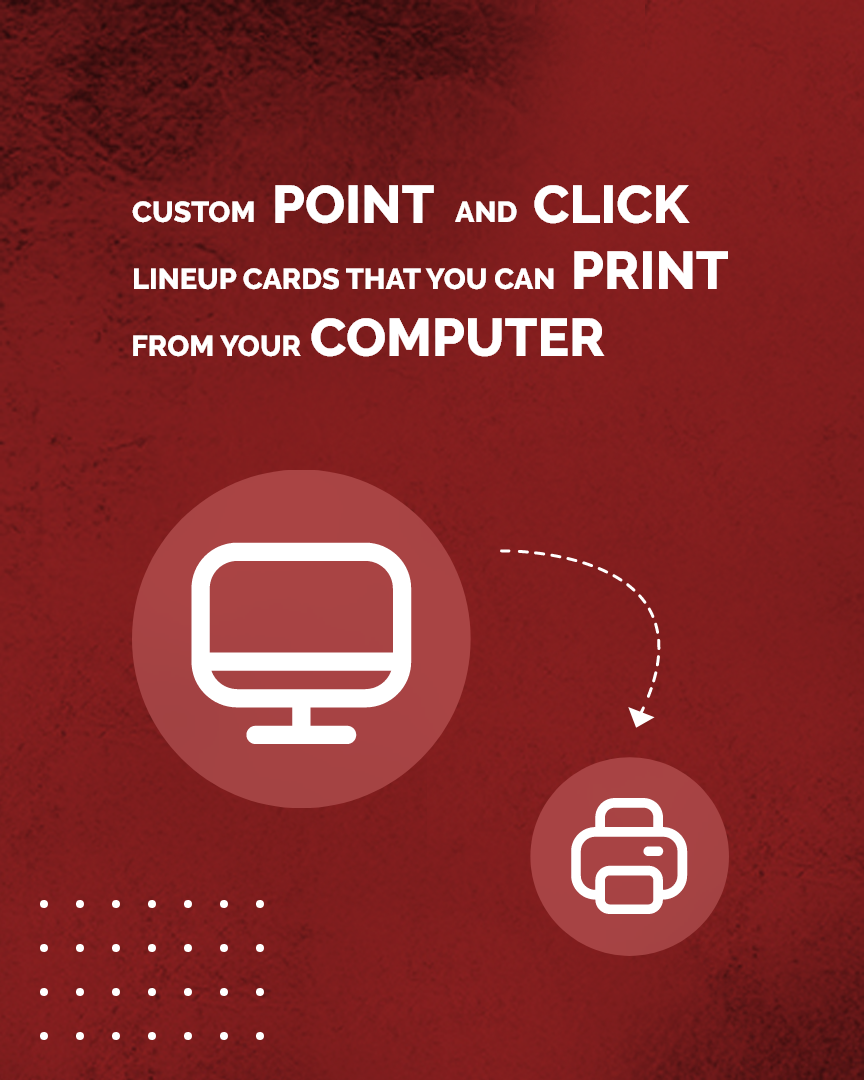 CUSTOM POINT AND CLICK
LINEUP CARDS THAT YOU CAN PRINT
FROM YOUR COMPUTER